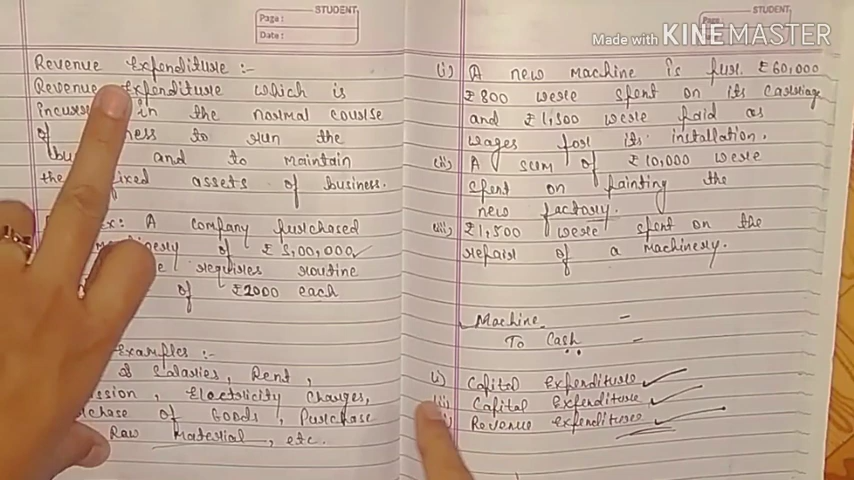 STUDENT
Page :
Date :
Revenue Expenditure :-
Revenue Expenditure which is
in the normal course
of to run the
and to maintain
the fixed assets of business.
Ex: A company purchased
of ₹ 5,00,000
requires routine
of ₹2000 each
Examples :-
Salaries, Rent,
Electricity Charges,
of Goods, Purchase
Raw Material, etc.
STUDENT
Page :
Made with KINEMASTER
(i) A new machine is pur. ₹ 60,000
₹ 800 were spent on its carriage
and ₹ 1,500 were paid as
wages for its installation.
(ii) A sum of ₹ 10,000 were
spent on painting the
new factory.
(iii) ₹ 1,500 were spent on the
repair of a machinery.
Machine -
To Cash -
(i) Capital Expenditure
(ii) Capital Expenditure
Revenue Expenditures